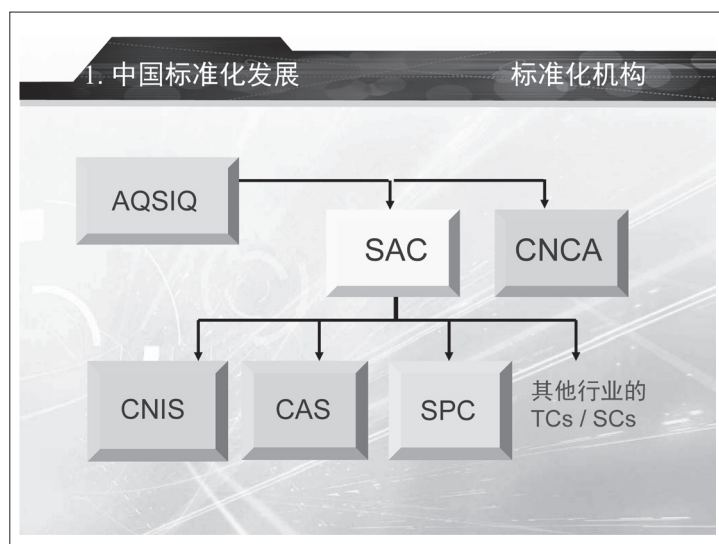 1. 中国标准化发展
标准化机构
AQSIQ
SAC
CNCA
CNIS
CAS
SPC
其他行业的
TCs / SCs